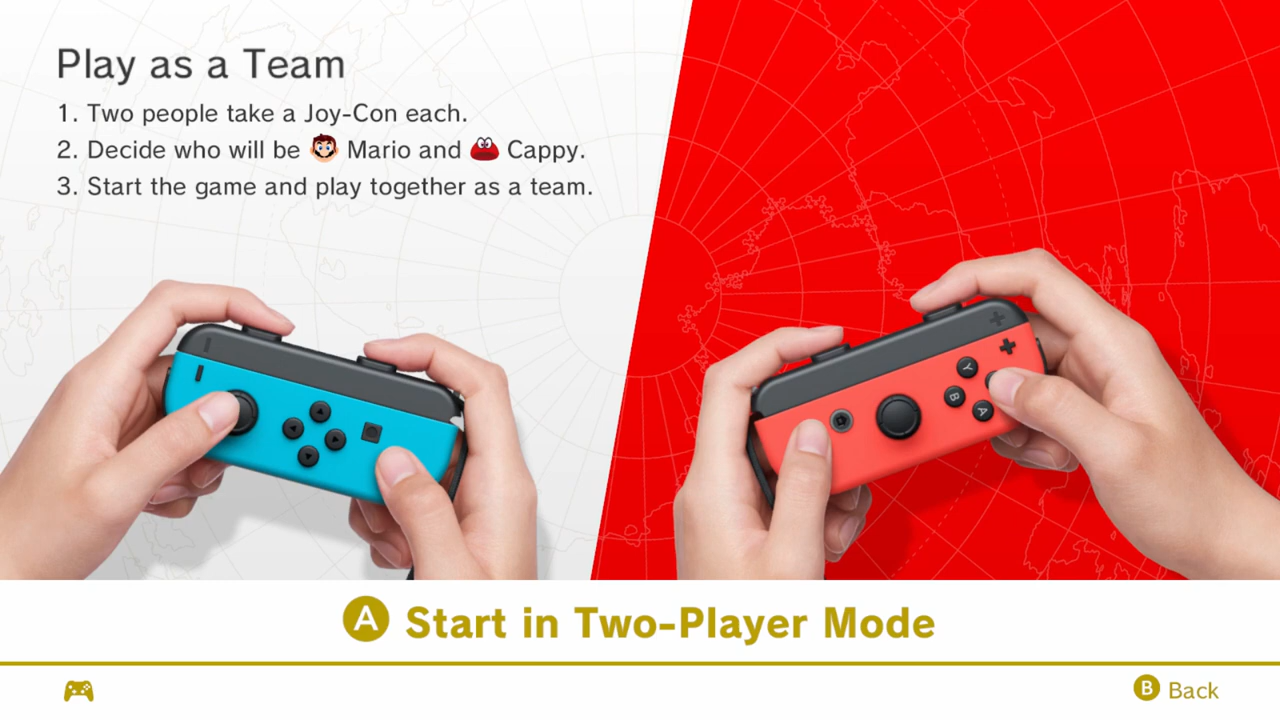 Play as a Team
1. Two people take a Joy-Con each.
2. Decide who will be Mario and Cappy.
3. Start the game and play together as a team.
Y
B
A
A Start in Two-Player Mode
B Back